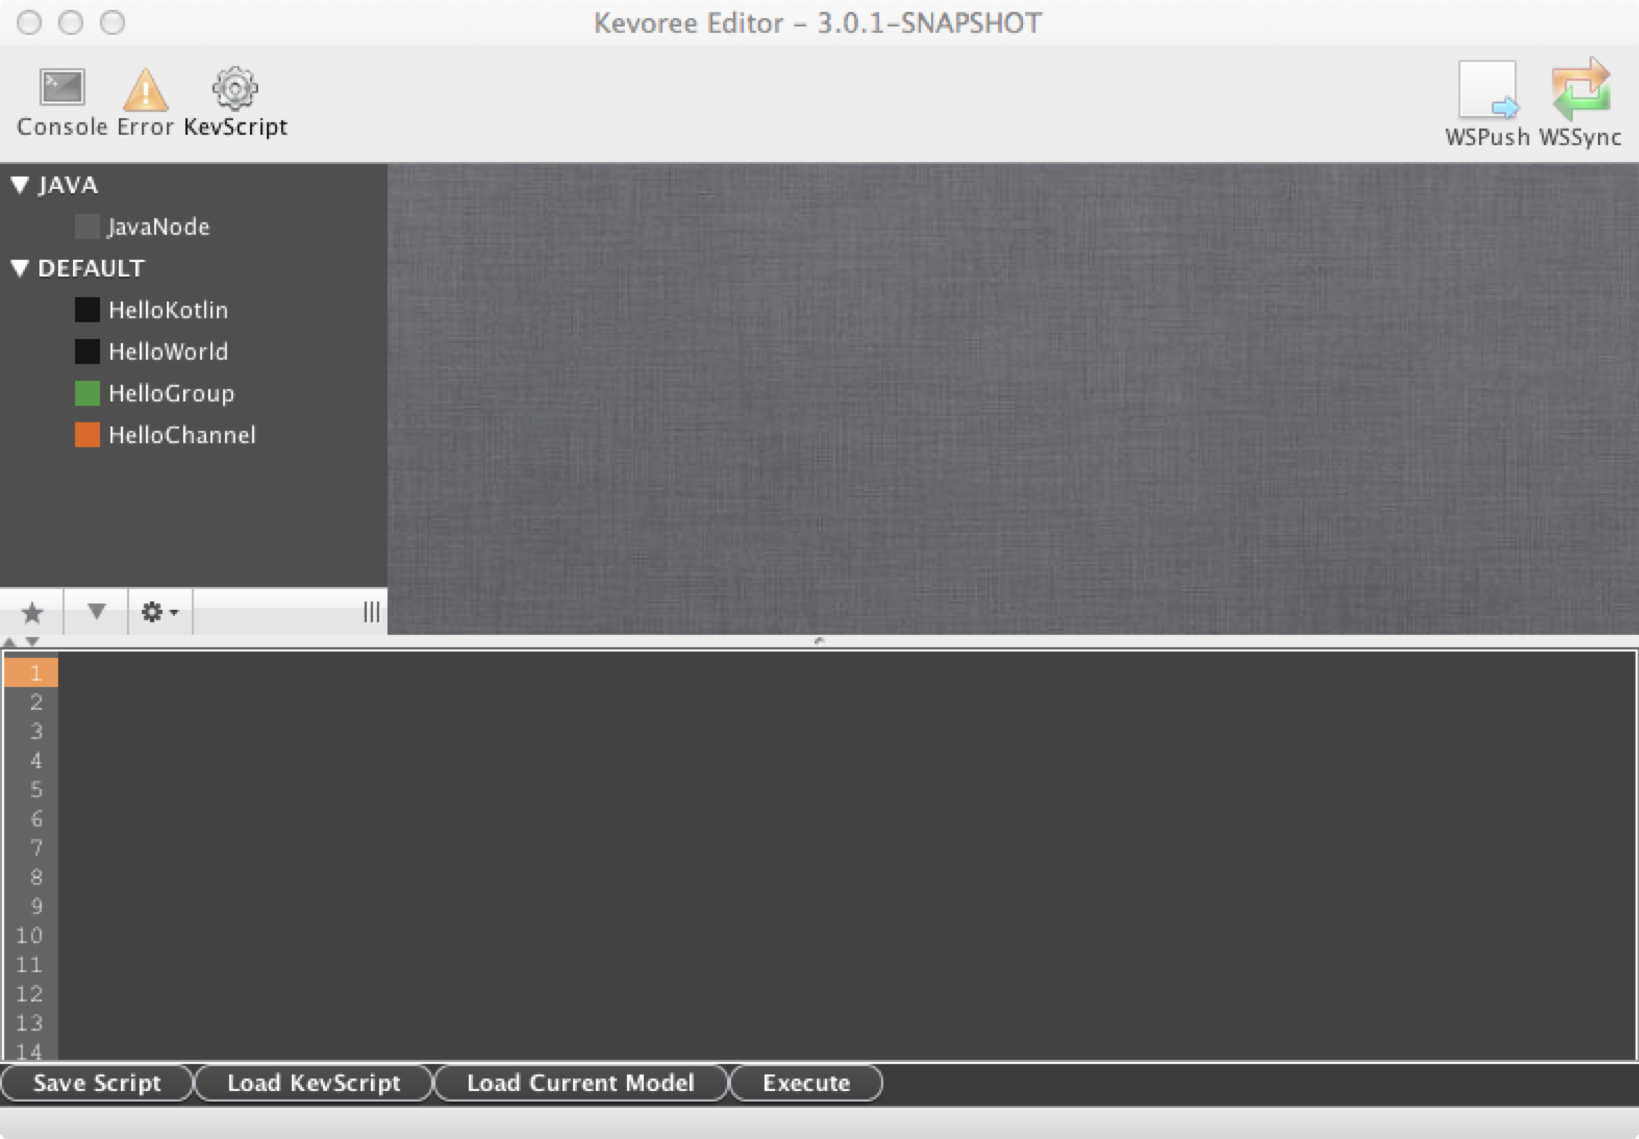 Kevoree Editor – 3.0.1-SNAPSHOT
Console Error KevScript WSPush WSSync
▼ JAVA
JavaNode
▼ DEFAULT
HelloKotlin
HelloWorld
HelloGroup
HelloChannel
1
2
3
4
5
6
7
8
9
10
11
12
13
14
Save Script Load KevScript Load Current Model Execute